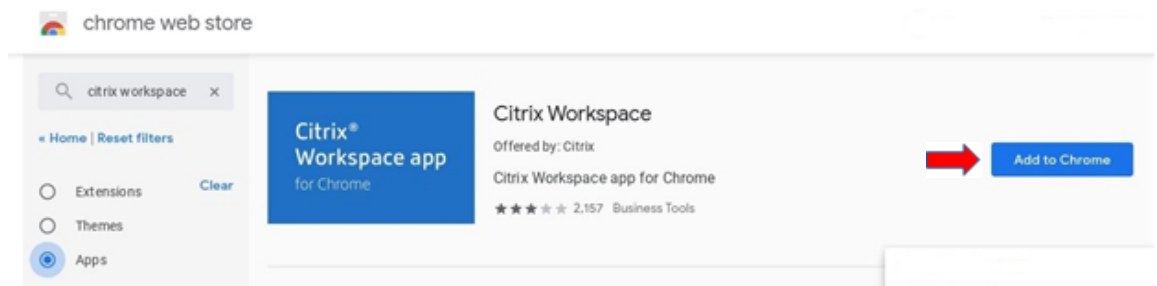 chrome web store
citrix workspace ×
« Home | Reset filters
Extensions
Clear
Themes
Apps
Citrix®
Workspace app
for Chrome
Citrix Workspace
Offered by: Citrix
Citrix Workspace app for Chrome
2,157 Business Tools
Add to Chrome